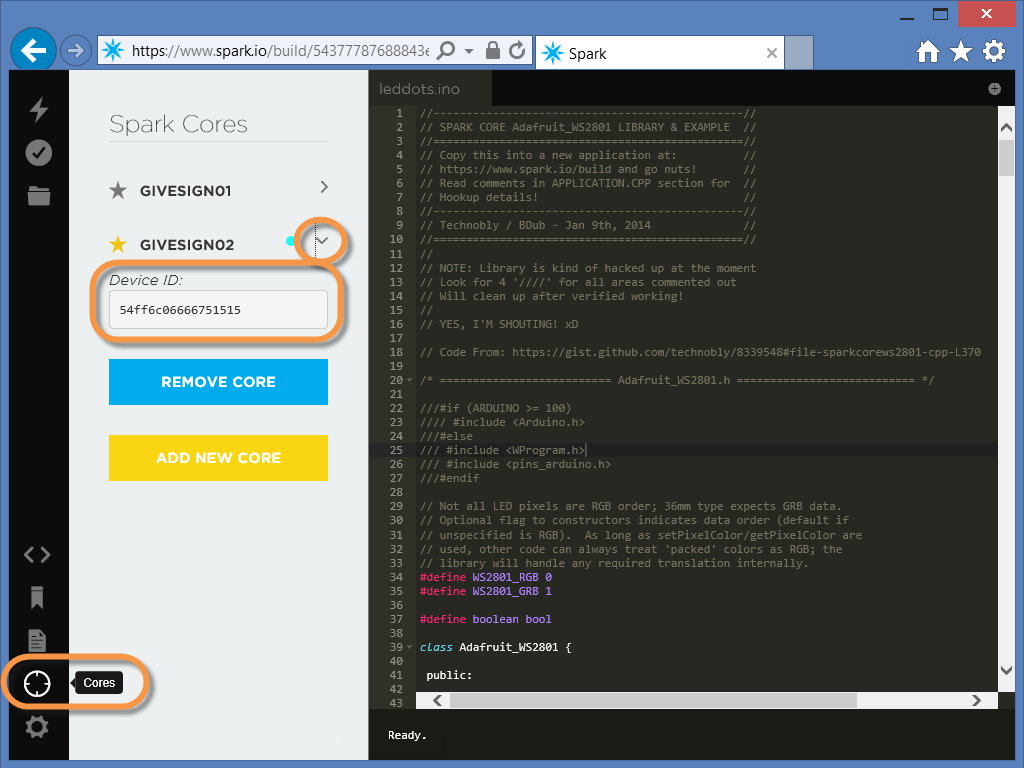 https://www.spark.io/build/54377787688843e
Spark
Spark Cores
GIVESIGN01
GIVESIGN02
Device ID:
54ff6c06666751515
REMOVE CORE
ADD NEW CORE
Cores
leddots.ino
1 //-----------------------------------------------//
2 // SPARK CORE Adafruit_WS2801 LIBRARY & EXAMPLE //
3 //===============================================//
4 // Copy this into a new application at: //
5 // https://www.spark.io/build and go nuts! //
6 // Read comments in APPLICATION.CPP section for //
7 // Hookup details! //
8 //-----------------------------------------------//
9 // Technobly / BDub - Jan 9th, 2014 //
10 //===============================================//
11 //
12 // NOTE: Library is kind of hacked up at the moment
13 // Look for 4 '////' for all areas commented out
14 // Will clean up after verified working!
15 //
16 // YES, I'M SHOUTING! xD
17
18 // Code From: https://gist.github.com/technobly/8339548#file-sparkcorews2801-cpp-L370
19
20 /* ========================== Adafruit_WS2801.h =========================== */
21
22 ///#if (ARDUINO >= 100)
23 //// #include <Arduino.h>
24 ///#else
25 /// #include <WProgram.h>
26 /// #include <pins_arduino.h>
27 ///#endif
28
29 // Not all LED pixels are RGB order; 36mm type expects GRB data.
30 // Optional flag to constructors indicates data order (default if
31 // unspecified is RGB). As long as setPixelColor/getPixelColor are
32 // used, other code can always treat 'packed' colors as RGB; the
33 // library will handle any required translation internally.
34 #define WS2801_RGB 0
35 #define WS2801_GRB 1
36
37 #define boolean bool
38
39 class Adafruit_WS2801 {
40
41 public:
42
43
Ready.